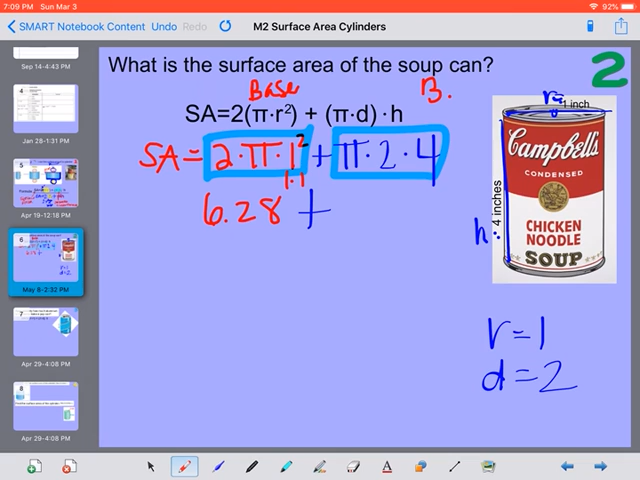 7:09 PM Sun Mar 3
92%
SMART Notebook Content Undo Redo
M2 Surface Area Cylinders
Sep 14-4:43 PM
4
Jan 28-1:31 PM
5
Apr 19-12:18 PM
6
May 8-2:32 PM
7
Apr 29-4:08 PM
8
Apr 29-4:08 PM
What is the surface area of the soup can?
2
Base
B.
SA=2(π·r²) + (π·d)·h
SA=2·π·1²+π·2·4
1·1
6.28 +
r=
1 inch
h:
4 inches
Campbell's
CONDENSED
CHICKEN
NOODLE
SOUP
r=1
d=2